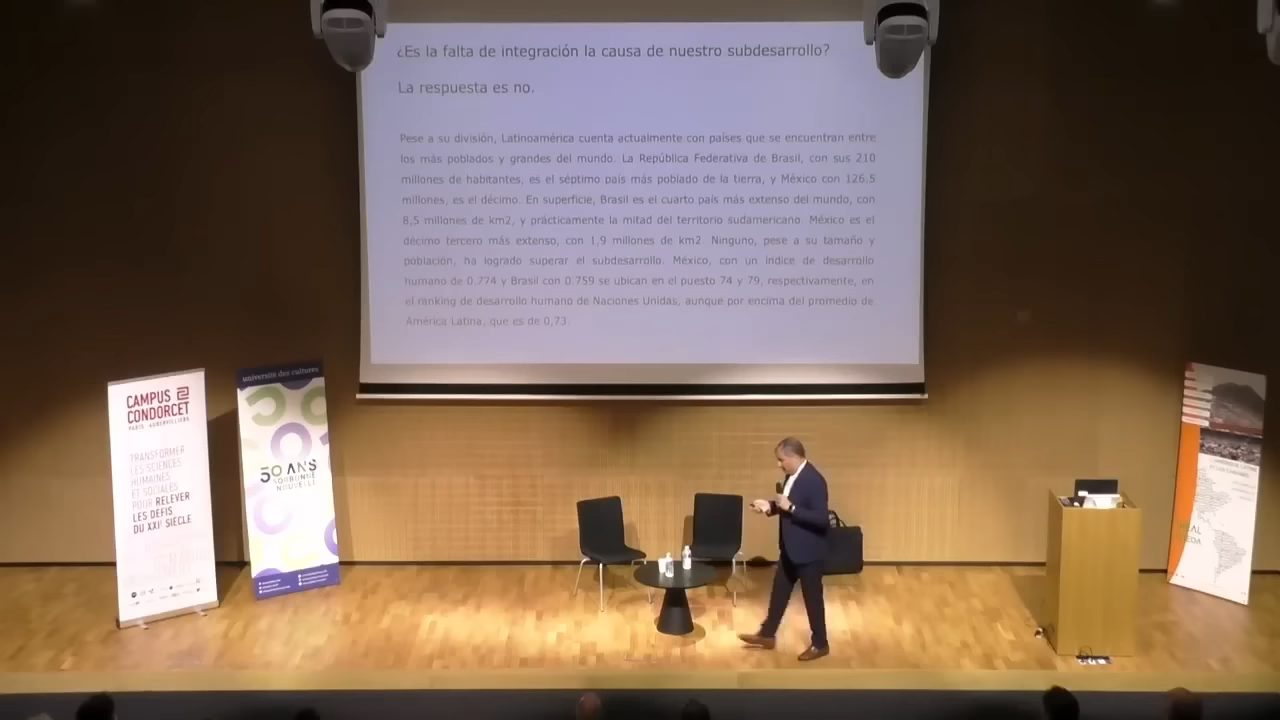 ¿Es la falta de integración la causa de nuestro subdesarrollo?
La respuesta es no.
Pese a su división, Latinoamérica cuenta actualmente con países que se encuentran entre
los más poblados y grandes del mundo. La República Federativa de Brasil, con sus 210
millones de habitantes, es el séptimo país más poblado de la tierra, y México con 126.5
millones, es el décimo. En superficie, Brasil es el cuarto país más extenso del mundo, con
8,5 millones de km2, y prácticamente la mitad del territorio sudamericano. México es el
décimo tercero más extenso, con 1,9 millones de km2. Ninguno, pese a su tamaño y
población, ha logrado superar el subdesarrollo. México, con un índice de desarrollo
humano de 0.774 y Brasil con 0.759 se ubican en el puesto 74 y 79, respectivamente, en
el ranking de desarrollo humano de Naciones Unidas, aunque por encima del promedio de
América Latina, que es de 0,73.
CAMPUS
CONDORCET
PARIS AUBERVILLIERS
TRANSFORMER
LES SCIENCES
HUMAINES
ET SOCIALES
POUR RELEVER
LES DÉFIS
DU XXIe SIÈCLE
université des cultures
50 ANS
SORBONNE
NOUVELLE